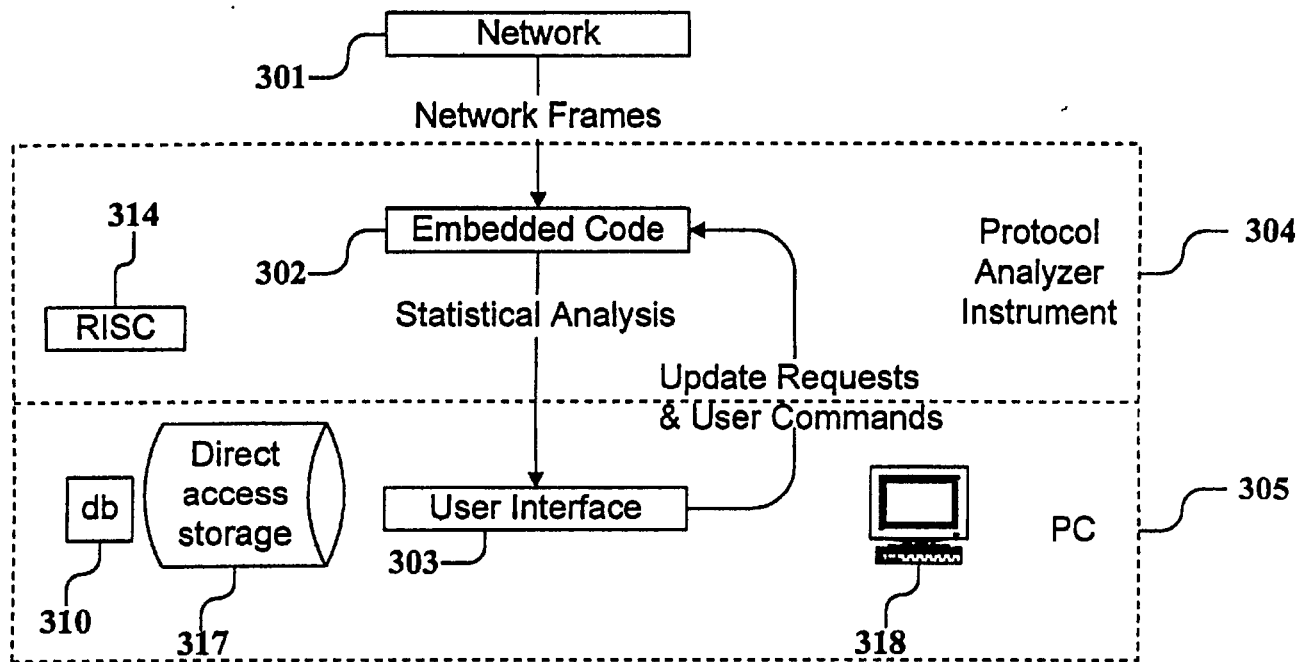 Network
301
Network Frames
314
Embedded Code
302
Protocol
Analyzer
Instrument
304
RISC
Statistical Analysis
Update Requests
& User Commands
Direct
access
storage
db
User Interface
303
PC
305
310
317
318